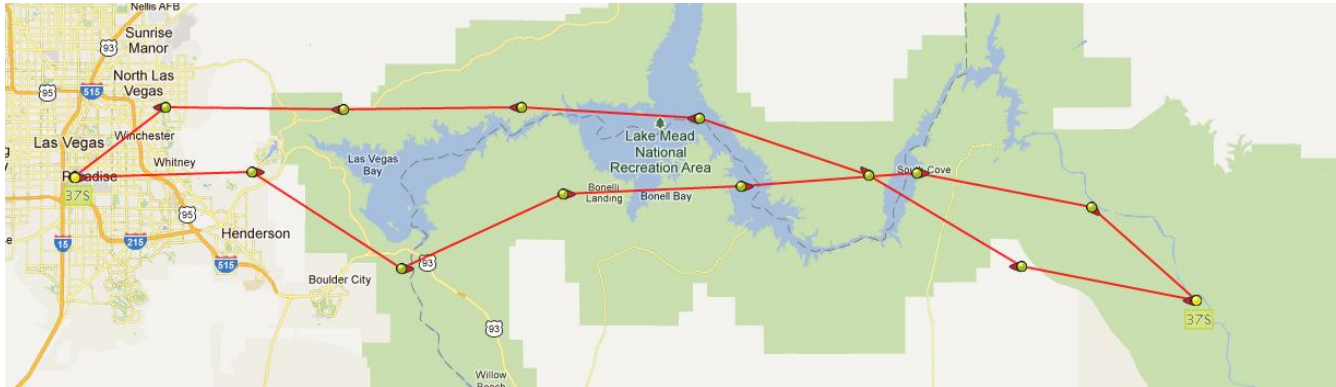 Nellis AFB
Sunrise
Manor
93
North Las
Vegas
95
515
Las Vegas
Winchester
Whitney
Las Vegas
Bay
Lake Mead
National
Recreation Area
South Cove
Paradise
37S
Bonelli
Landing
Bonell Bay
95
Henderson
15
215
515
93
Boulder City
37S
93
Willow
Beach